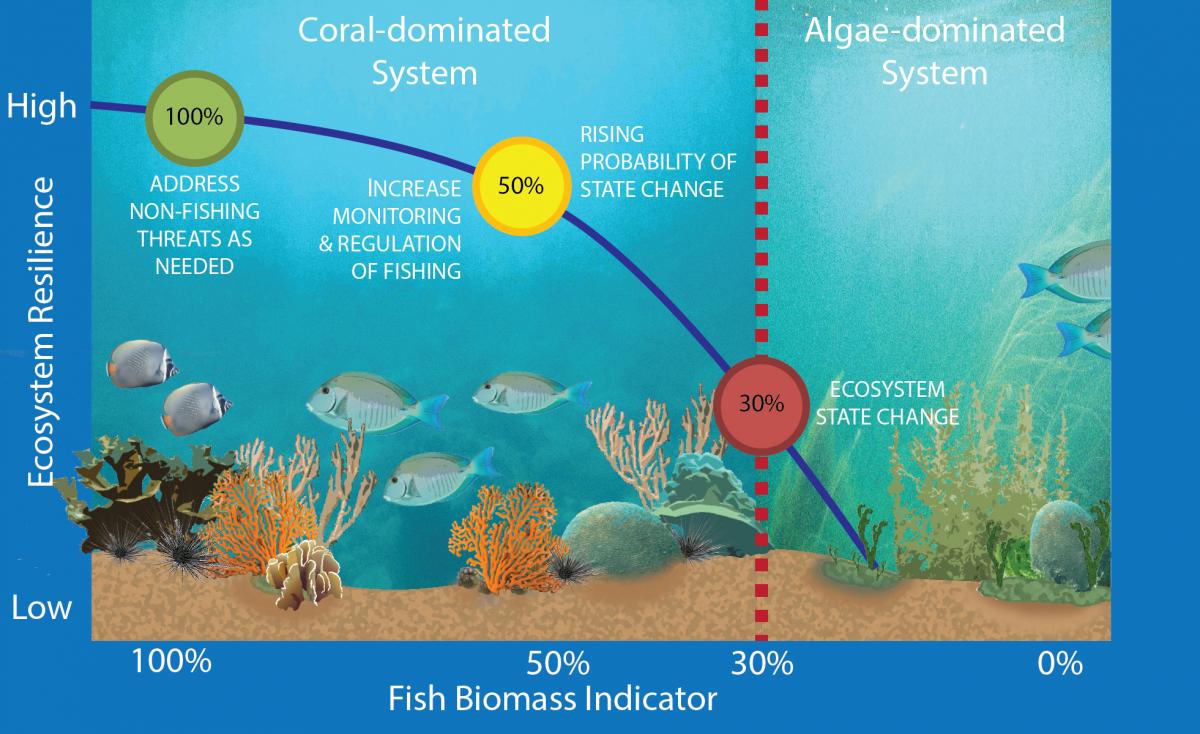 Coral-dominated
System
Algae-dominated
System
High
100%
ADDRESS
NON-FISHING
THREATS AS
NEEDED
INCREASE
MONITORING
& REGULATION
OF FISHING
50%
RISING
PROBABILITY OF
STATE CHANGE
Ecosystem Resilience
30%
ECOSYSTEM
STATE CHANGE
Low
100%
50%
30%
0%
Fish Biomass Indicator